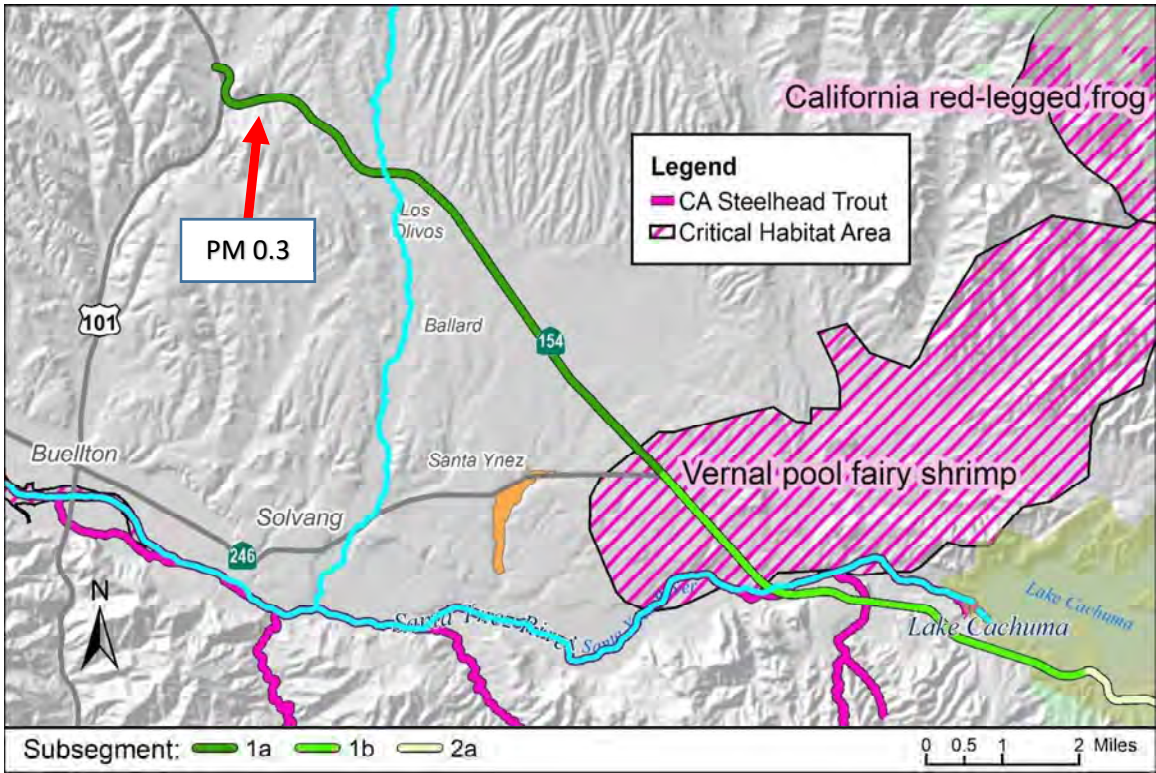 California red-legged frog
Legend
CA Steelhead Trout
Critical Habitat Area
Los
Olivos
PM 0.3
101
Ballard
154
Buellton
Santa Ynez
Vernal pool fairy shrimp
Solvang
246
N
Santa Ynez River
Santa Y
River
Lake Cachuma
Lake Cachuma
Subsegment: 1a 1b 2a
0 0.5 1 2 Miles